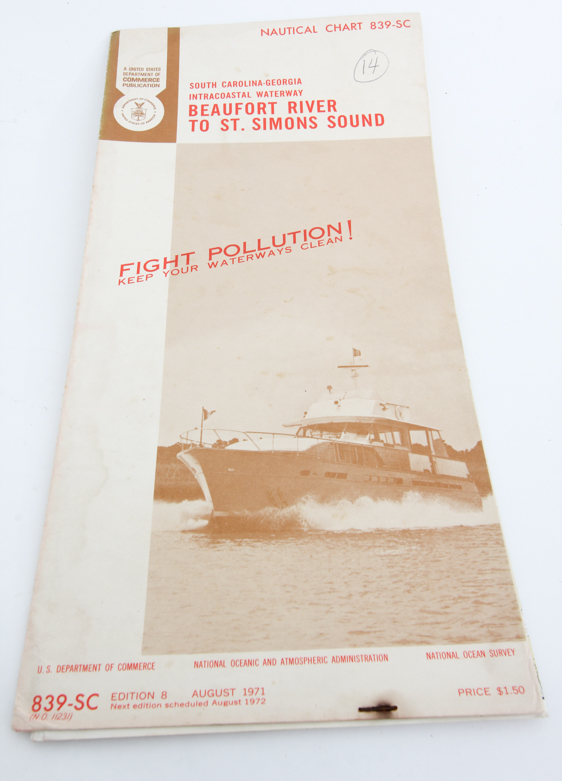 NAUTICAL CHART 839-SC
14
A UNITED STATES
DEPARTMENT OF
COMMERCE
PUBLICATION
SOUTH CAROLINA-GEORGIA
INTRACOASTAL WATERWAY
BEAUFORT RIVER
TO ST. SIMONS SOUND
FIGHT POLLUTION!
KEEP YOUR WATERWAYS CLEAN
U.S. DEPARTMENT OF COMMERCE
NATIONAL OCEANIC AND ATMOSPHERIC ADMINISTRATION
NATIONAL OCEAN SURVEY
839-SC
(N.O. 11231)
EDITION 8 AUGUST 1971
Next edition scheduled August 1972
PRICE $1.50